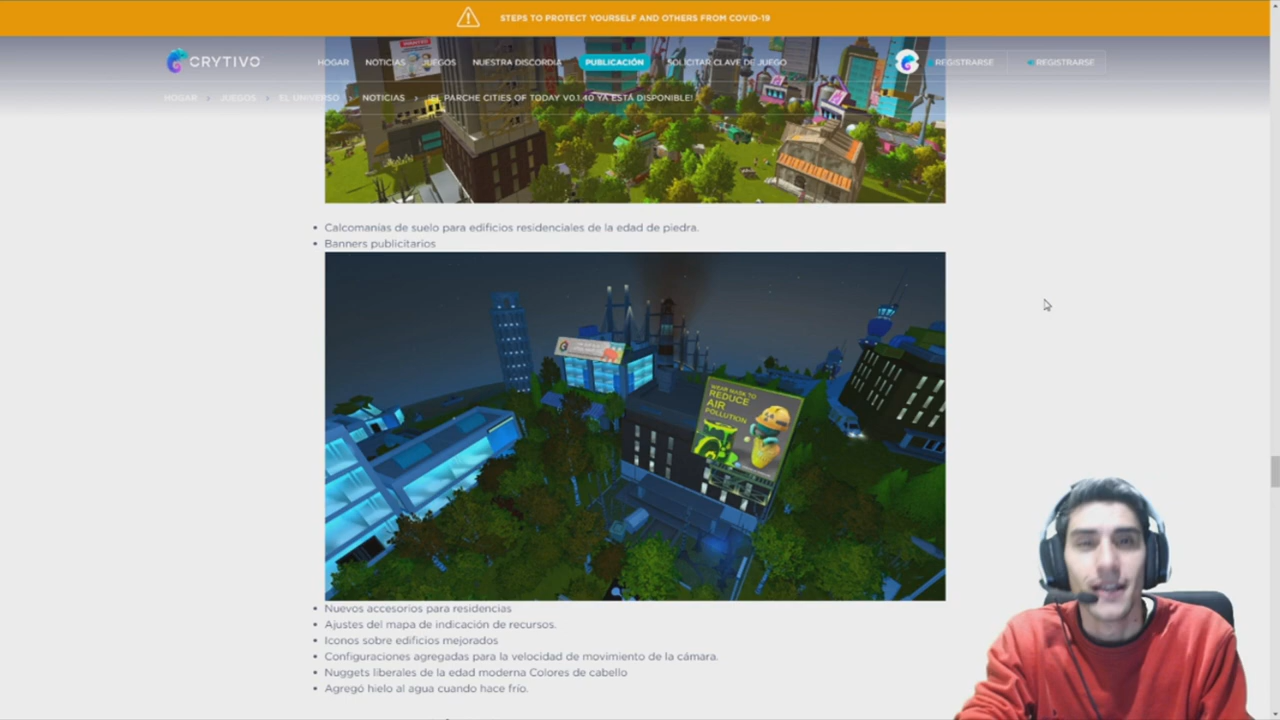 STEPS TO PROTECT YOURSELF AND OTHERS FROM COVID-19
CRYTIVO
HOGAR NOTICIAS JUEGOS NUESTRA DISCORDIA PUBLICACIÓN SOLICITAR CLAVE DE JUEGO REGISTRARSE REGISTRARSE
HOGAR > JUEGOS > EL UNIVERSO > NOTICIAS > ¡EL PARCHE CITIES OF TODAY V0.1.40 YA ESTÁ DISPONIBLE!
• Calcomanías de suelo para edificios residenciales de la edad de piedra.
• Banners publicitarios
WEAR MASK TO
REDUCE
AIR
POLLUTION
• Nuevos accesorios para residencias
• Ajustes del mapa de indicación de recursos.
• Iconos sobre edificios mejorados
• Configuraciones agregadas para la velocidad de movimiento de la cámara.
• Nuggets liberales de la edad moderna Colores de cabello
• Agregó hielo al agua cuando hace frío.